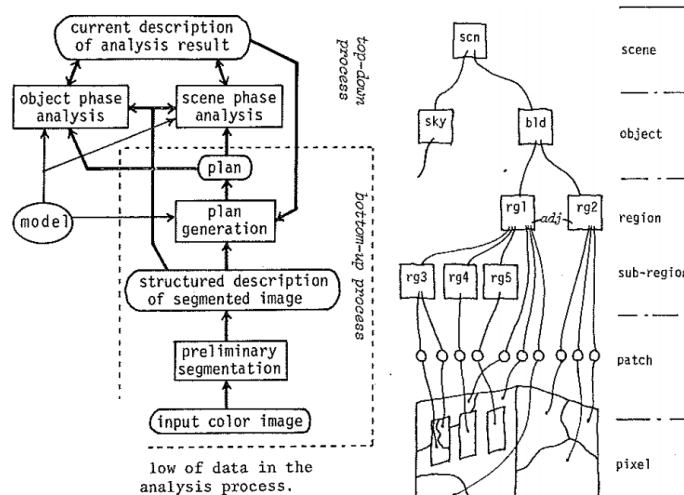 current description
of analysis result
object phase
analysis
scene phase
analysis
top-down
process
plan
model
plan
generation
bottom-up process
structured description
of segmented image
preliminary
segmentation
input color image
low of data in the
analysis process.
scn
scene
sky
bld
object
rg1
adj
rg2
region
rg3
rg4
rg5
sub-region
patch
pixel